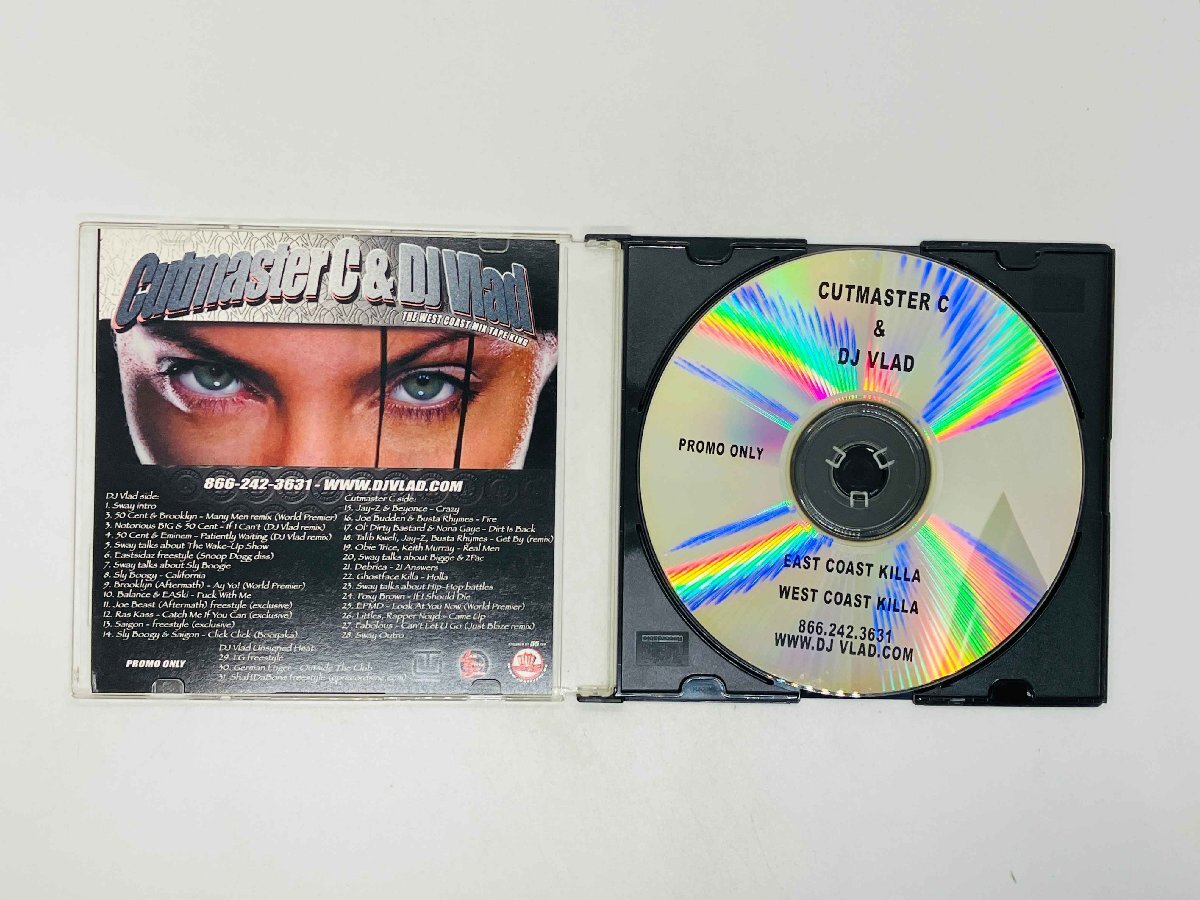 Cutmaster C & DJ Vlad
THE WEST COAST MIX TAPE KING
866-242-3631 - WWW.DJVLAD.COM
DJ Vlad side:
1. Sway intro
3. 50 Cent & Brooklyn - Many Men remix (World Premier)
3. Notorious BIG & 50 Cent - If I Can't (DJ Vlad remix)
4. 50 Cent & Eminem - Patiently Waiting (DJ Vlad remix)
5. Sway talks about The Wake-Up Show
6. Eastsidaz freestyle (Snoop Dogg diss)
7. Sway talks about Sly Boogie
8. Sly Boogy - California
9. Brooklyn (Aftermath) - Ay Yo! (World Premier)
10. Balance & EASki - Fuck With Me
11. Joe Beast (Aftermath) freestyle (exclusive)
12. Ras Kass - Catch Me If You Can (exclusive)
13. Saigon - freestyle (exclusive)
14. Sly Boogy & Saigon - Click Click (Booyaka)
Cutmaster C side:
15. Jay-Z & Beyonce - Crazy
16. Joe Budden & Busta Rhymes - Fire
17. Ol' Dirty Bastard & Nona Gaye - Dirt Is Back
18. Talib Kweli, Jay-Z, Busta Rhymes - Get By (remix)
19. Obie Trice, Keith Murray - Real Men
20. Sway talks about Biggie & 2Pac
21. Debrica - 21 Answers
22. Ghostface Killa - Holla
23. Sway talks about Hip-Hop battles
24. Foxy Brown - If I Should Die
25. EPMD - Look At You Now (World Premier)
26. Littles, Rapper Noyd - Came Up
27. Fabolous - Can't Let U Go (Just Blaze remix)
28. Sway Outro
DJ Vlad Unsigned Heat:
29. LG freestyle
30. German Luger - Outside The Club
31. Sha11DaBoris freestyle
PROMO ONLY
CUTMASTER C
&
DJ VLAD
PROMO ONLY
EAST COAST KILLA
WEST COAST KILLA
866.242.3631
WWW.DJ VLAD.COM
Recordable